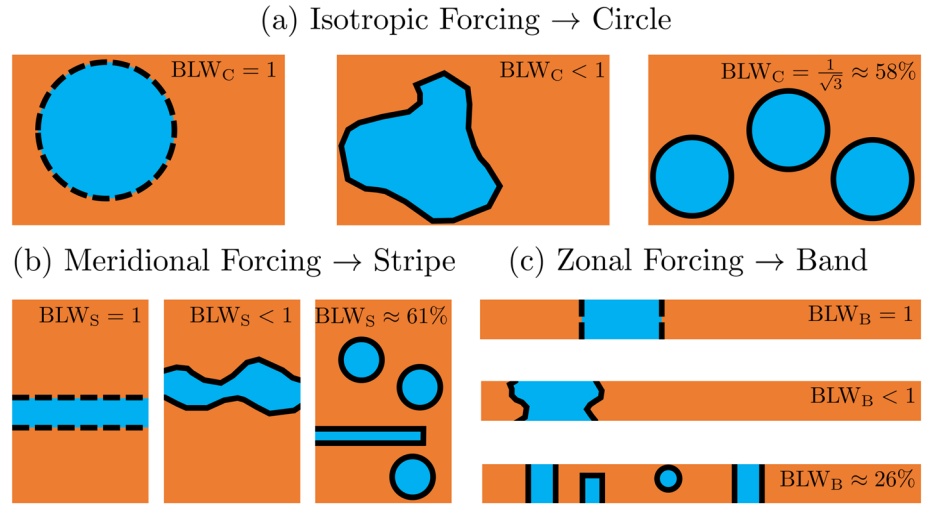 (a) Isotropic Forcing → Circle
BLW_C = 1
BLW_C < 1
BLW_C = 1/√3 ≈ 58%
(b) Meridional Forcing → Stripe
(c) Zonal Forcing → Band
BLW_S = 1
BLW_S < 1
BLW_S ≈ 61%
BLW_B = 1
BLW_B < 1
BLW_B ≈ 26%